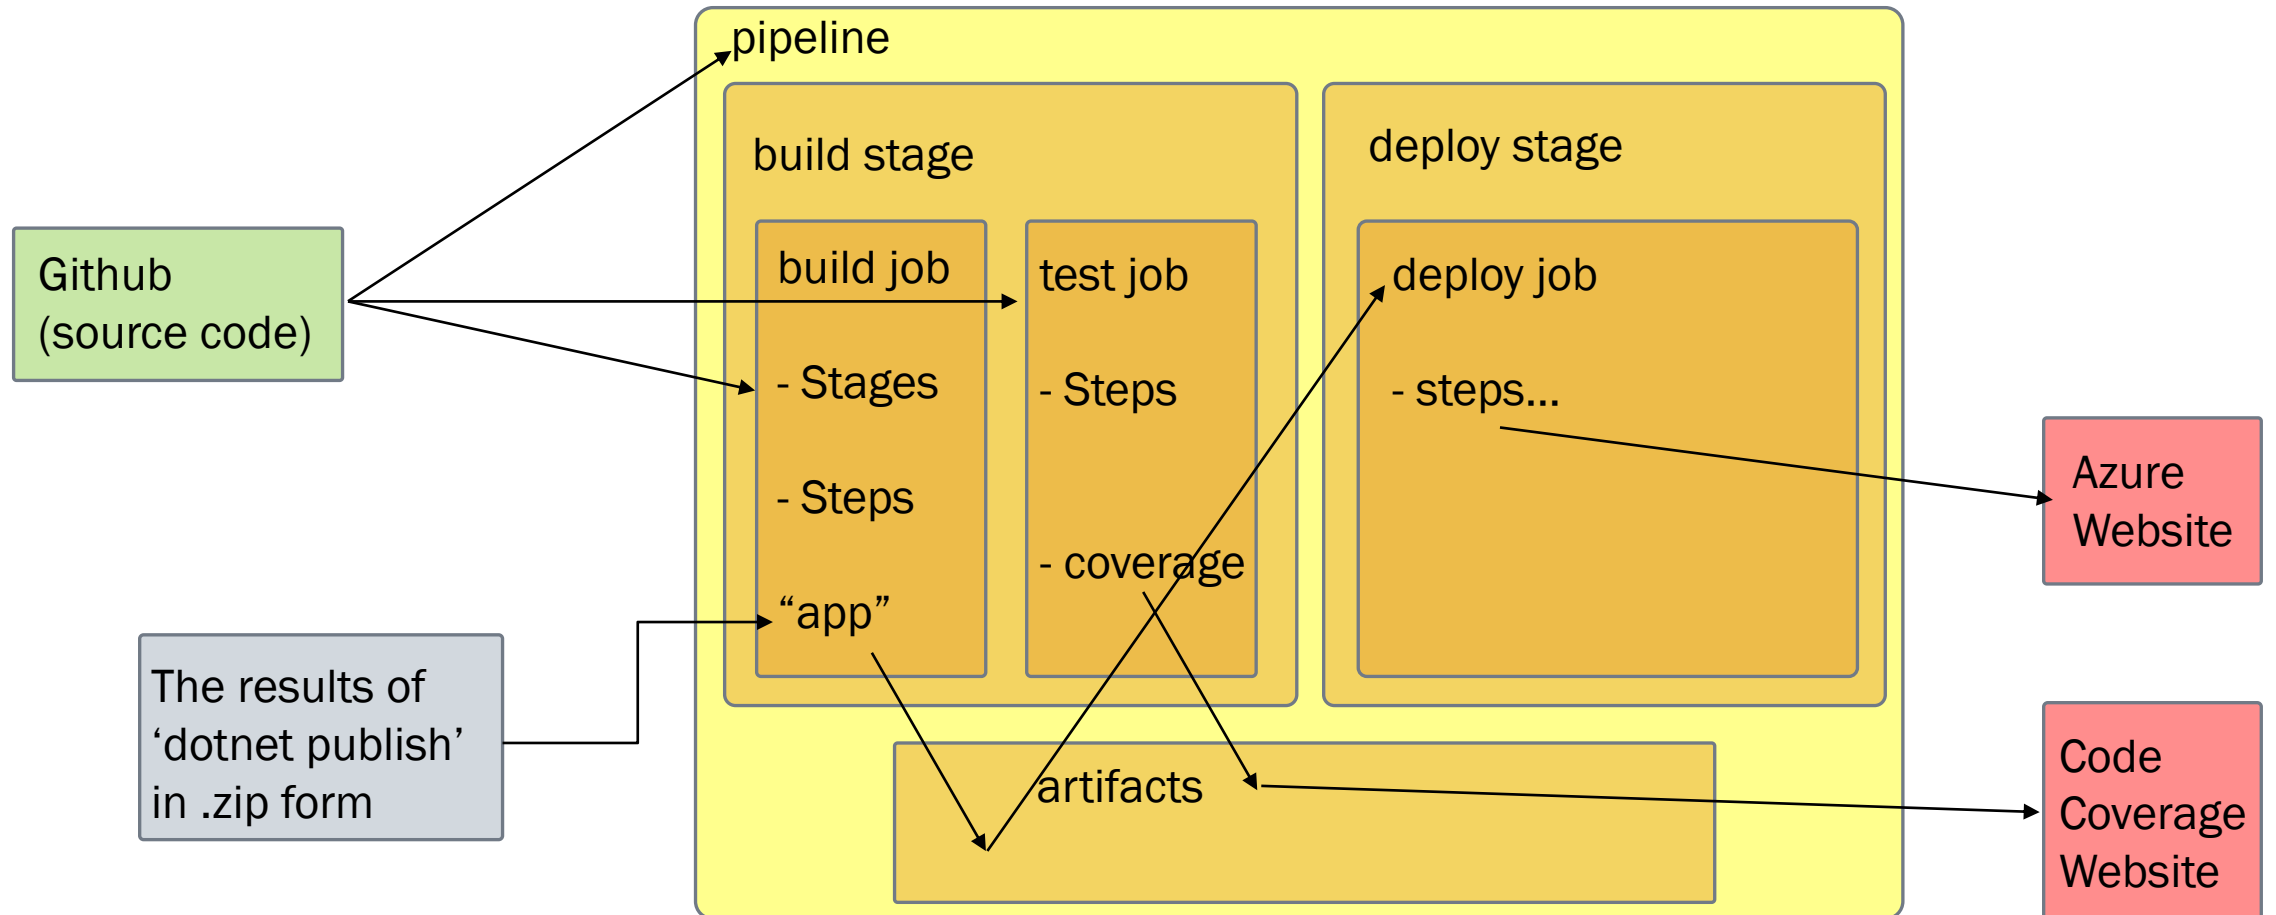 pipeline
build stage
deploy stage
Github
(source code)
build job
- Stages
- Steps
“app”
test job
- Steps
- coverage
deploy job
- steps...
Azure
Website
The results of
‘dotnet publish’
in .zip form
artifacts
Code
Coverage
Website